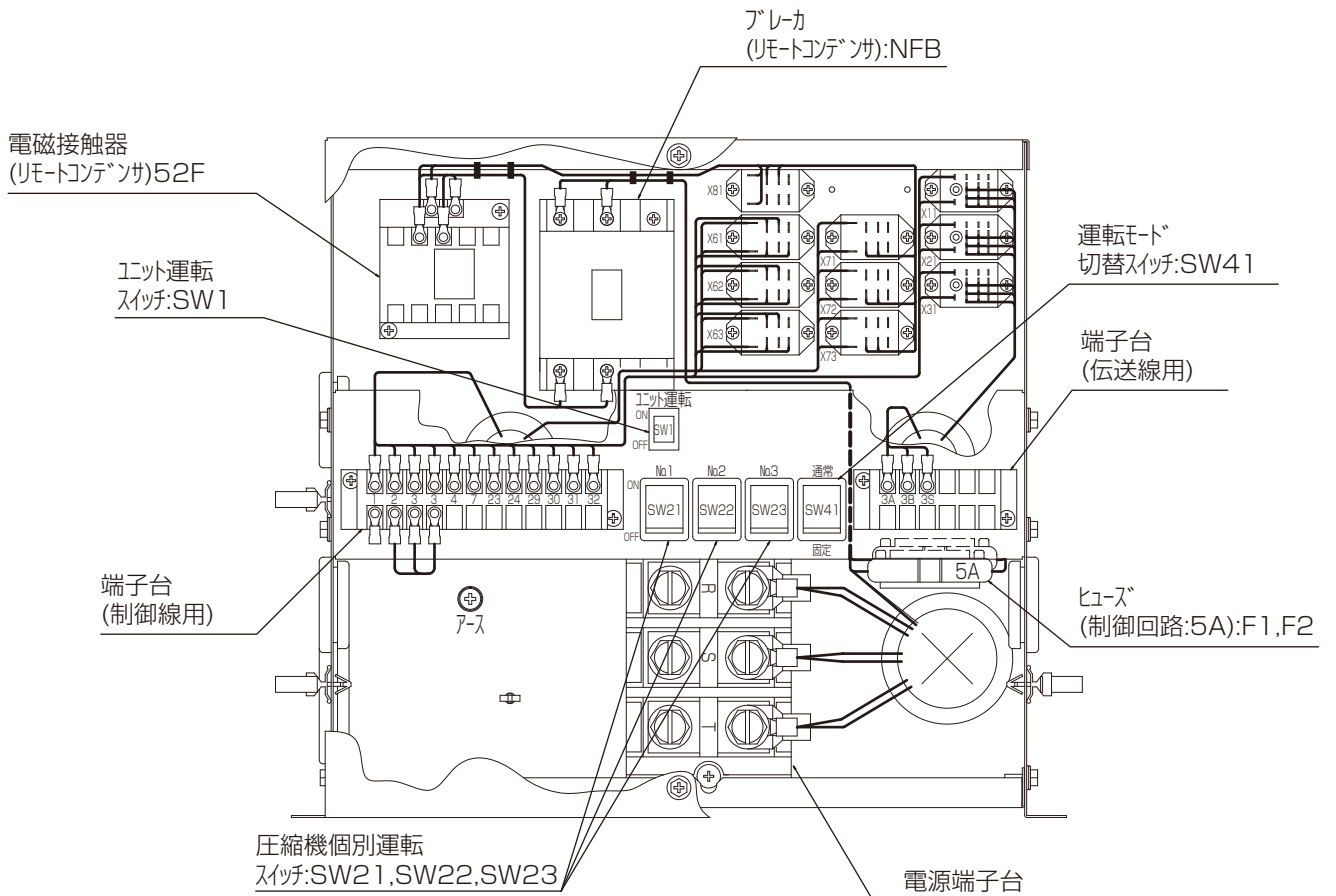 ブレーカ
(リモートコンデンサ):NFB
電磁接触器
(リモートコンデンサ)52F
ユニット運転
スイッチ:SW1
運転モード
切替スイッチ:SW41
端子台
(伝送線用)
X81
X11
X61
X71
X21
X62
X72
X31
X63
X73
ユニット運転
ON
SW1
OFF
No.1
No.2
No.3
通常
ON
SW21
SW22
SW23
SW41
OFF
固定
1 2 3 3 4 7 23 24 29 30 31 32
3A 3B 3S
5A
端子台
(制御線用)
アース
R
S
T
ヒューズ
(制御回路:5A):F1,F2
圧縮機個別運転
スイッチ:SW21,SW22,SW23
電源端子台